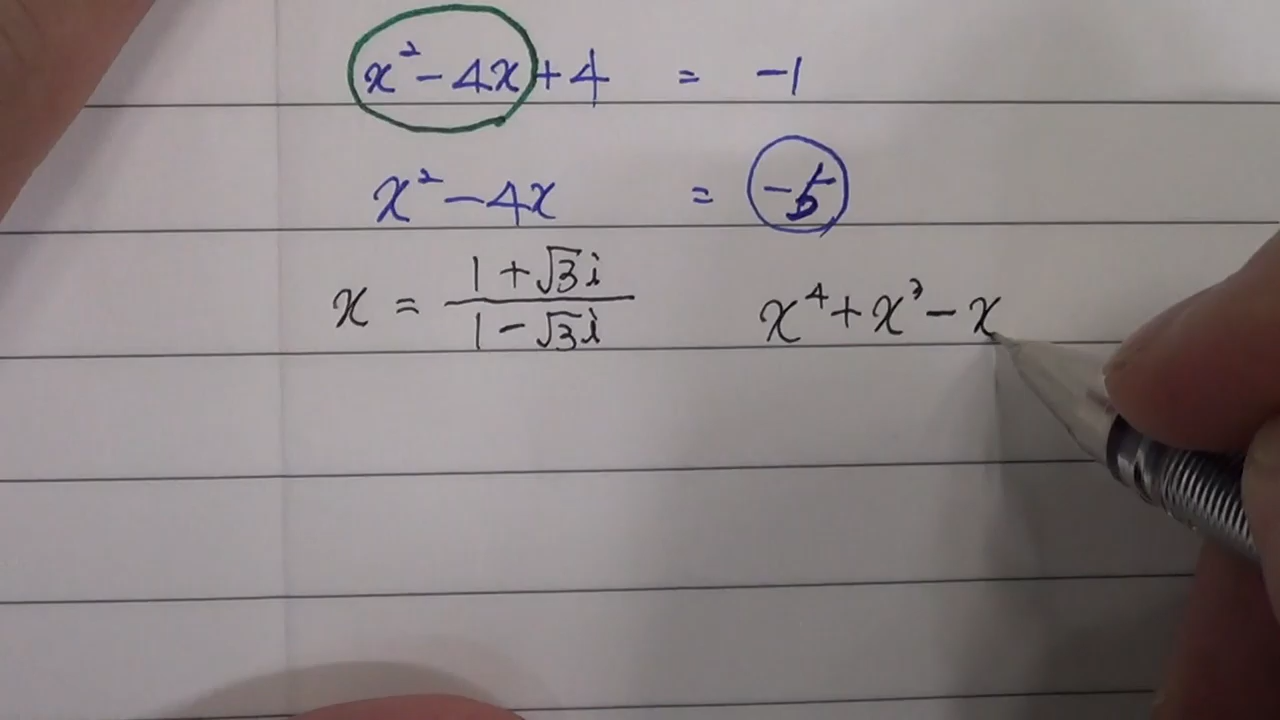 x² - 4x + 4 = -1
x² - 4x = -5
x = (1 + √3 i) / (1 - √3 i) x⁴ + x³ - x